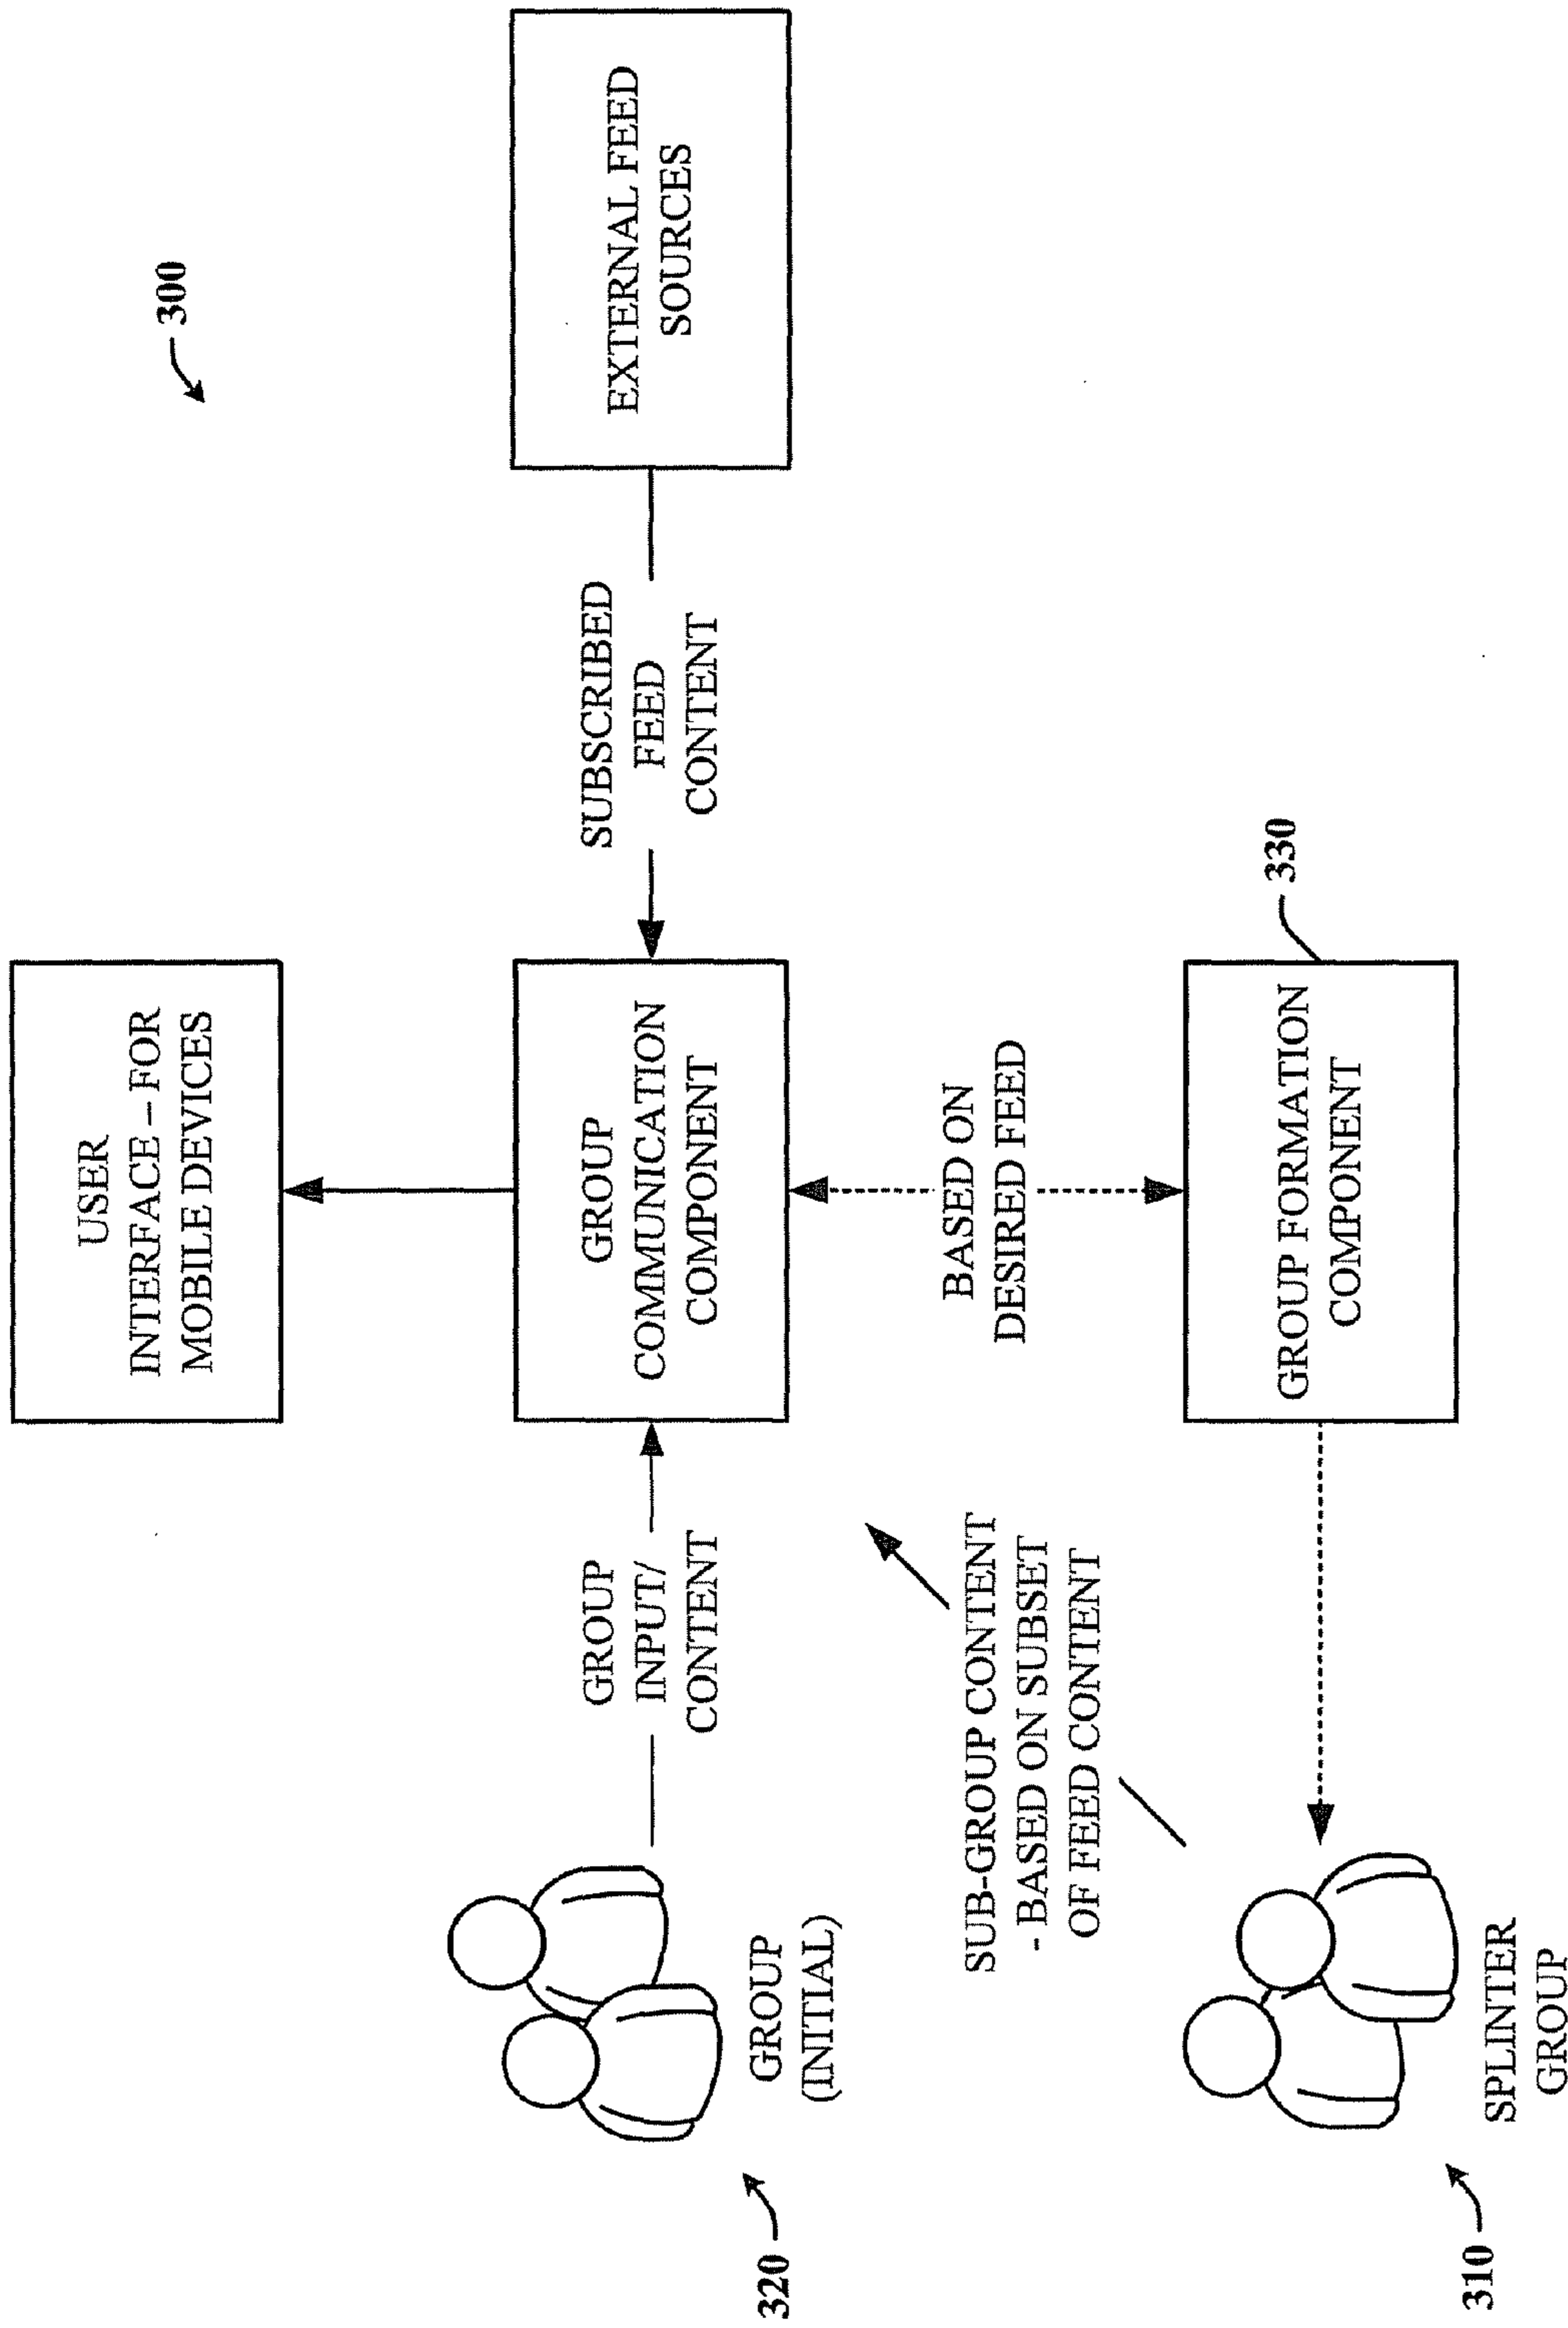 300
USER
INTERFACE – FOR
MOBILE DEVICES
320
GROUP
(INITIAL)
GROUP
INPUT/
CONTENT
GROUP
COMMUNICATION
COMPONENT
SUBSCRIBED
FEED
CONTENT
EXTERNAL FEED
SOURCES
SUB-GROUP CONTENT
- BASED ON SUBSET
OF FEED CONTENT
BASED ON
DESIRED FEED
310
SPLINTER
GROUP
GROUP FORMATION
COMPONENT
330